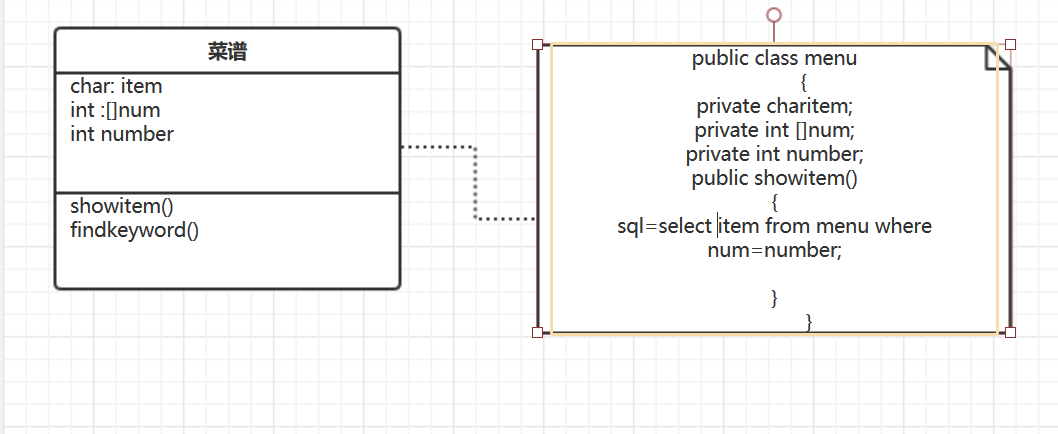 菜谱
char: item
int :[]num
int number
showitem()
findkeyword()
public class menu
{
private charitem;
private int []num;
private int number;
public showitem()
{
sql=select item from menu where
num=number;
}
}